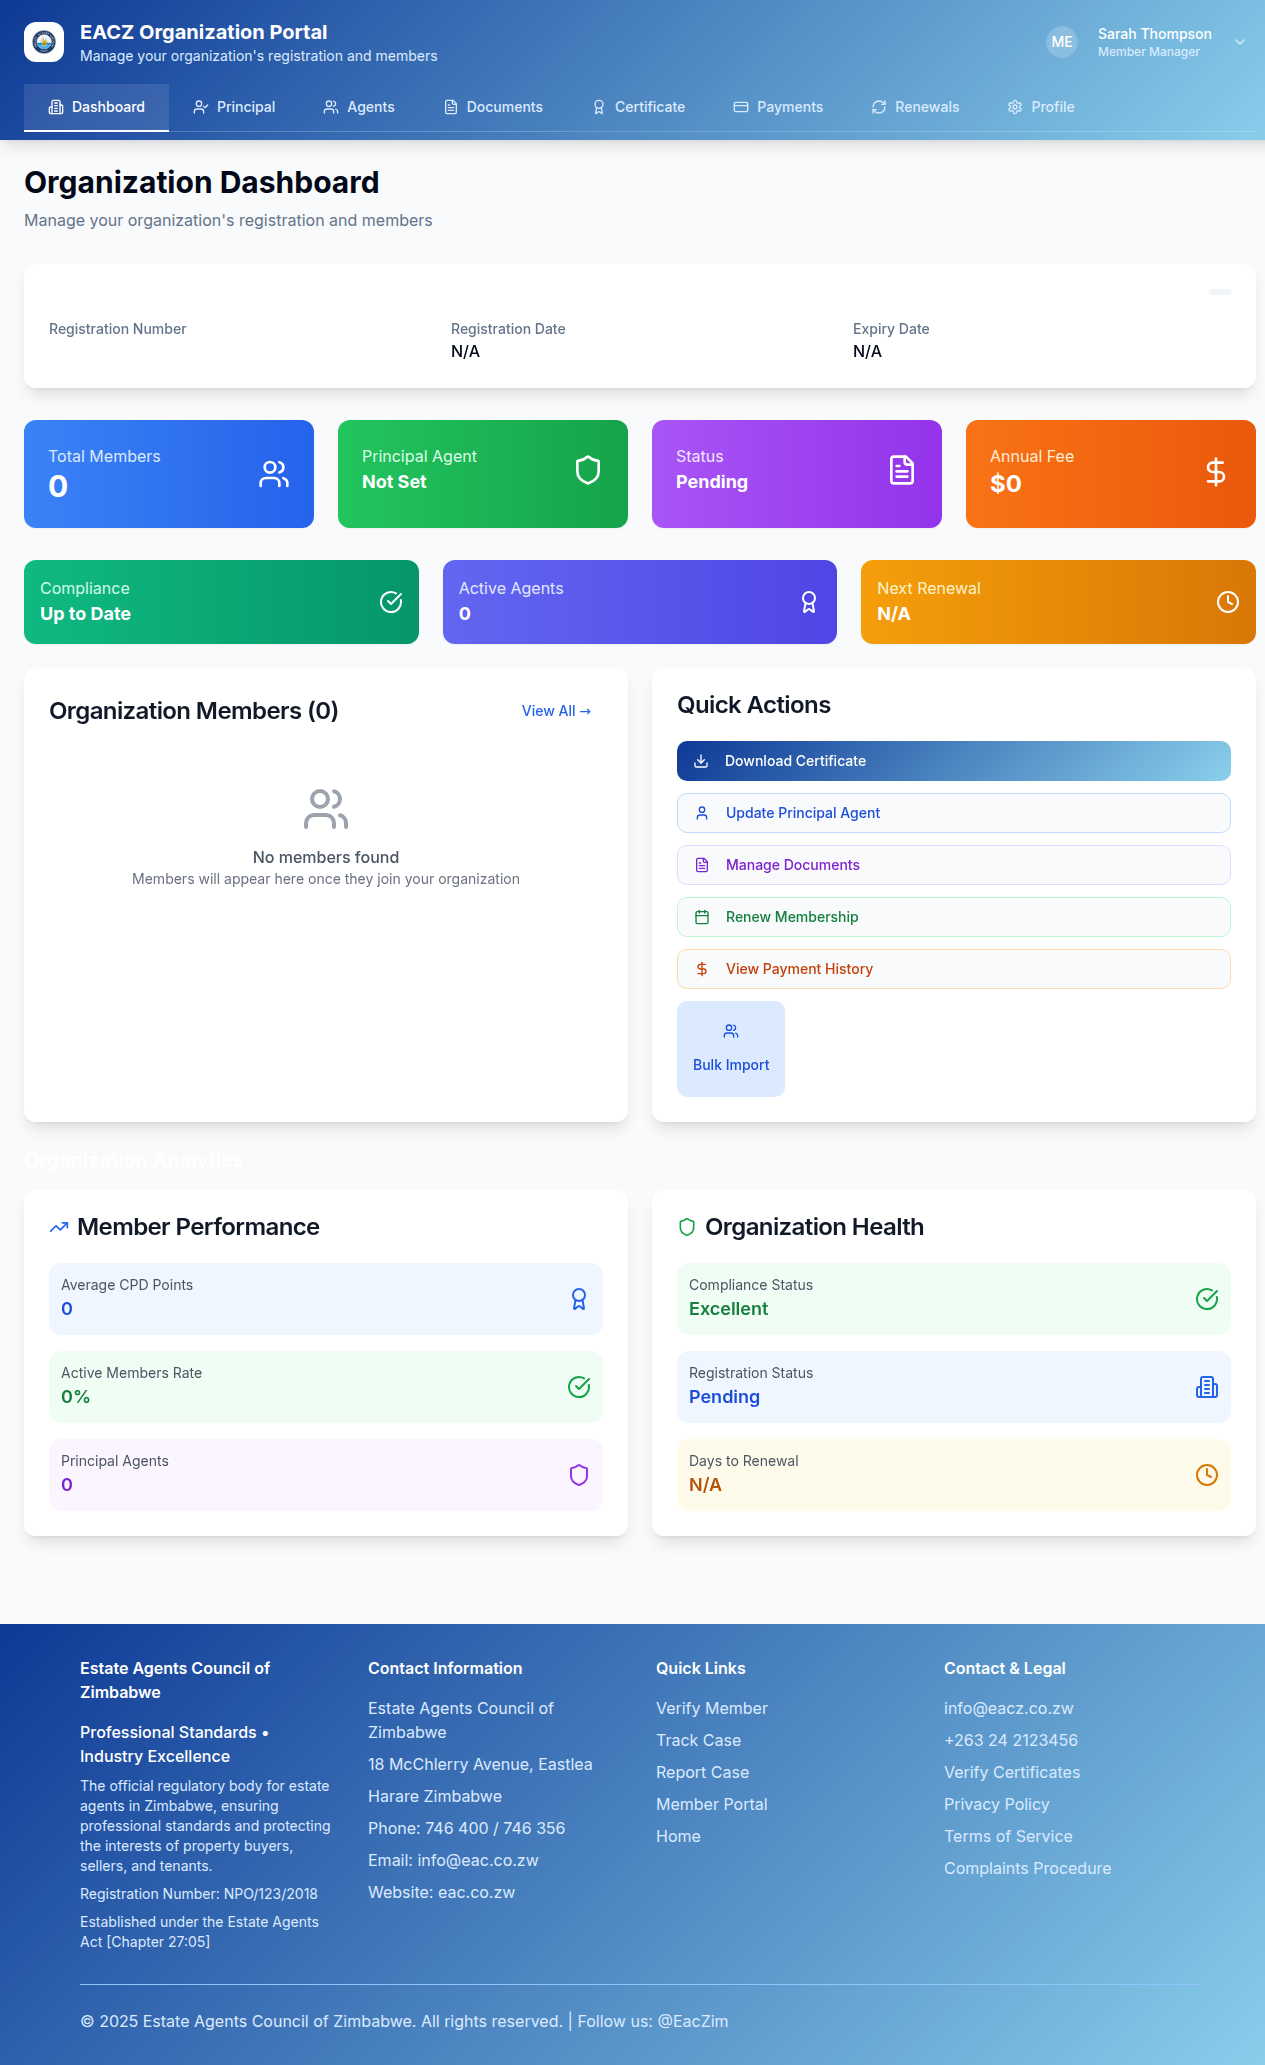 EACZ Organization Portal
Manage your organization's registration and members
ME
Sarah Thompson
Member Manager
Dashboard
Principal
Agents
Documents
Certificate
Payments
Renewals
Profile
Organization Dashboard
Manage your organization's registration and members
Registration Number
Registration Date
N/A
Expiry Date
N/A
Total Members
0
Principal Agent
Not Set
Status
Pending
Annual Fee
$0
Compliance
Up to Date
Active Agents
0
Next Renewal
N/A
Organization Members (0)
View All →
No members found
Members will appear here once they join your organization
Quick Actions
Download Certificate
Update Principal Agent
Manage Documents
Renew Membership
View Payment History
Bulk Import
Organization Analytics
Member Performance
Average CPD Points
0
Active Members Rate
0%
Principal Agents
0
Organization Health
Compliance Status
Excellent
Registration Status
Pending
Days to Renewal
N/A
Estate Agents Council of
Zimbabwe
Professional Standards •
Industry Excellence
The official regulatory body for estate
agents in Zimbabwe, ensuring
professional standards and protecting
the interests of property buyers,
sellers, and tenants.
Registration Number: NPO/123/2018
Established under the Estate Agents
Act [Chapter 27:05]
Contact Information
Estate Agents Council of
Zimbabwe
18 McChlerry Avenue, Eastlea
Harare Zimbabwe
Phone: 746 400 / 746 356
Email: info@eac.co.zw
Website: eac.co.zw
Quick Links
Verify Member
Track Case
Report Case
Member Portal
Home
Contact & Legal
info@eacz.co.zw
+263 24 2123456
Verify Certificates
Privacy Policy
Terms of Service
Complaints Procedure
© 2025 Estate Agents Council of Zimbabwe. All rights reserved. | Follow us: @EacZim